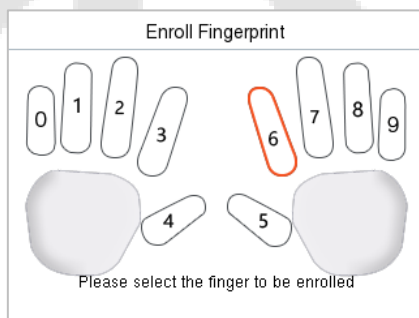 Enroll Fingerprint
0 1 2 3 6 7 8 9
4 5
Please select the finger to be enrolled